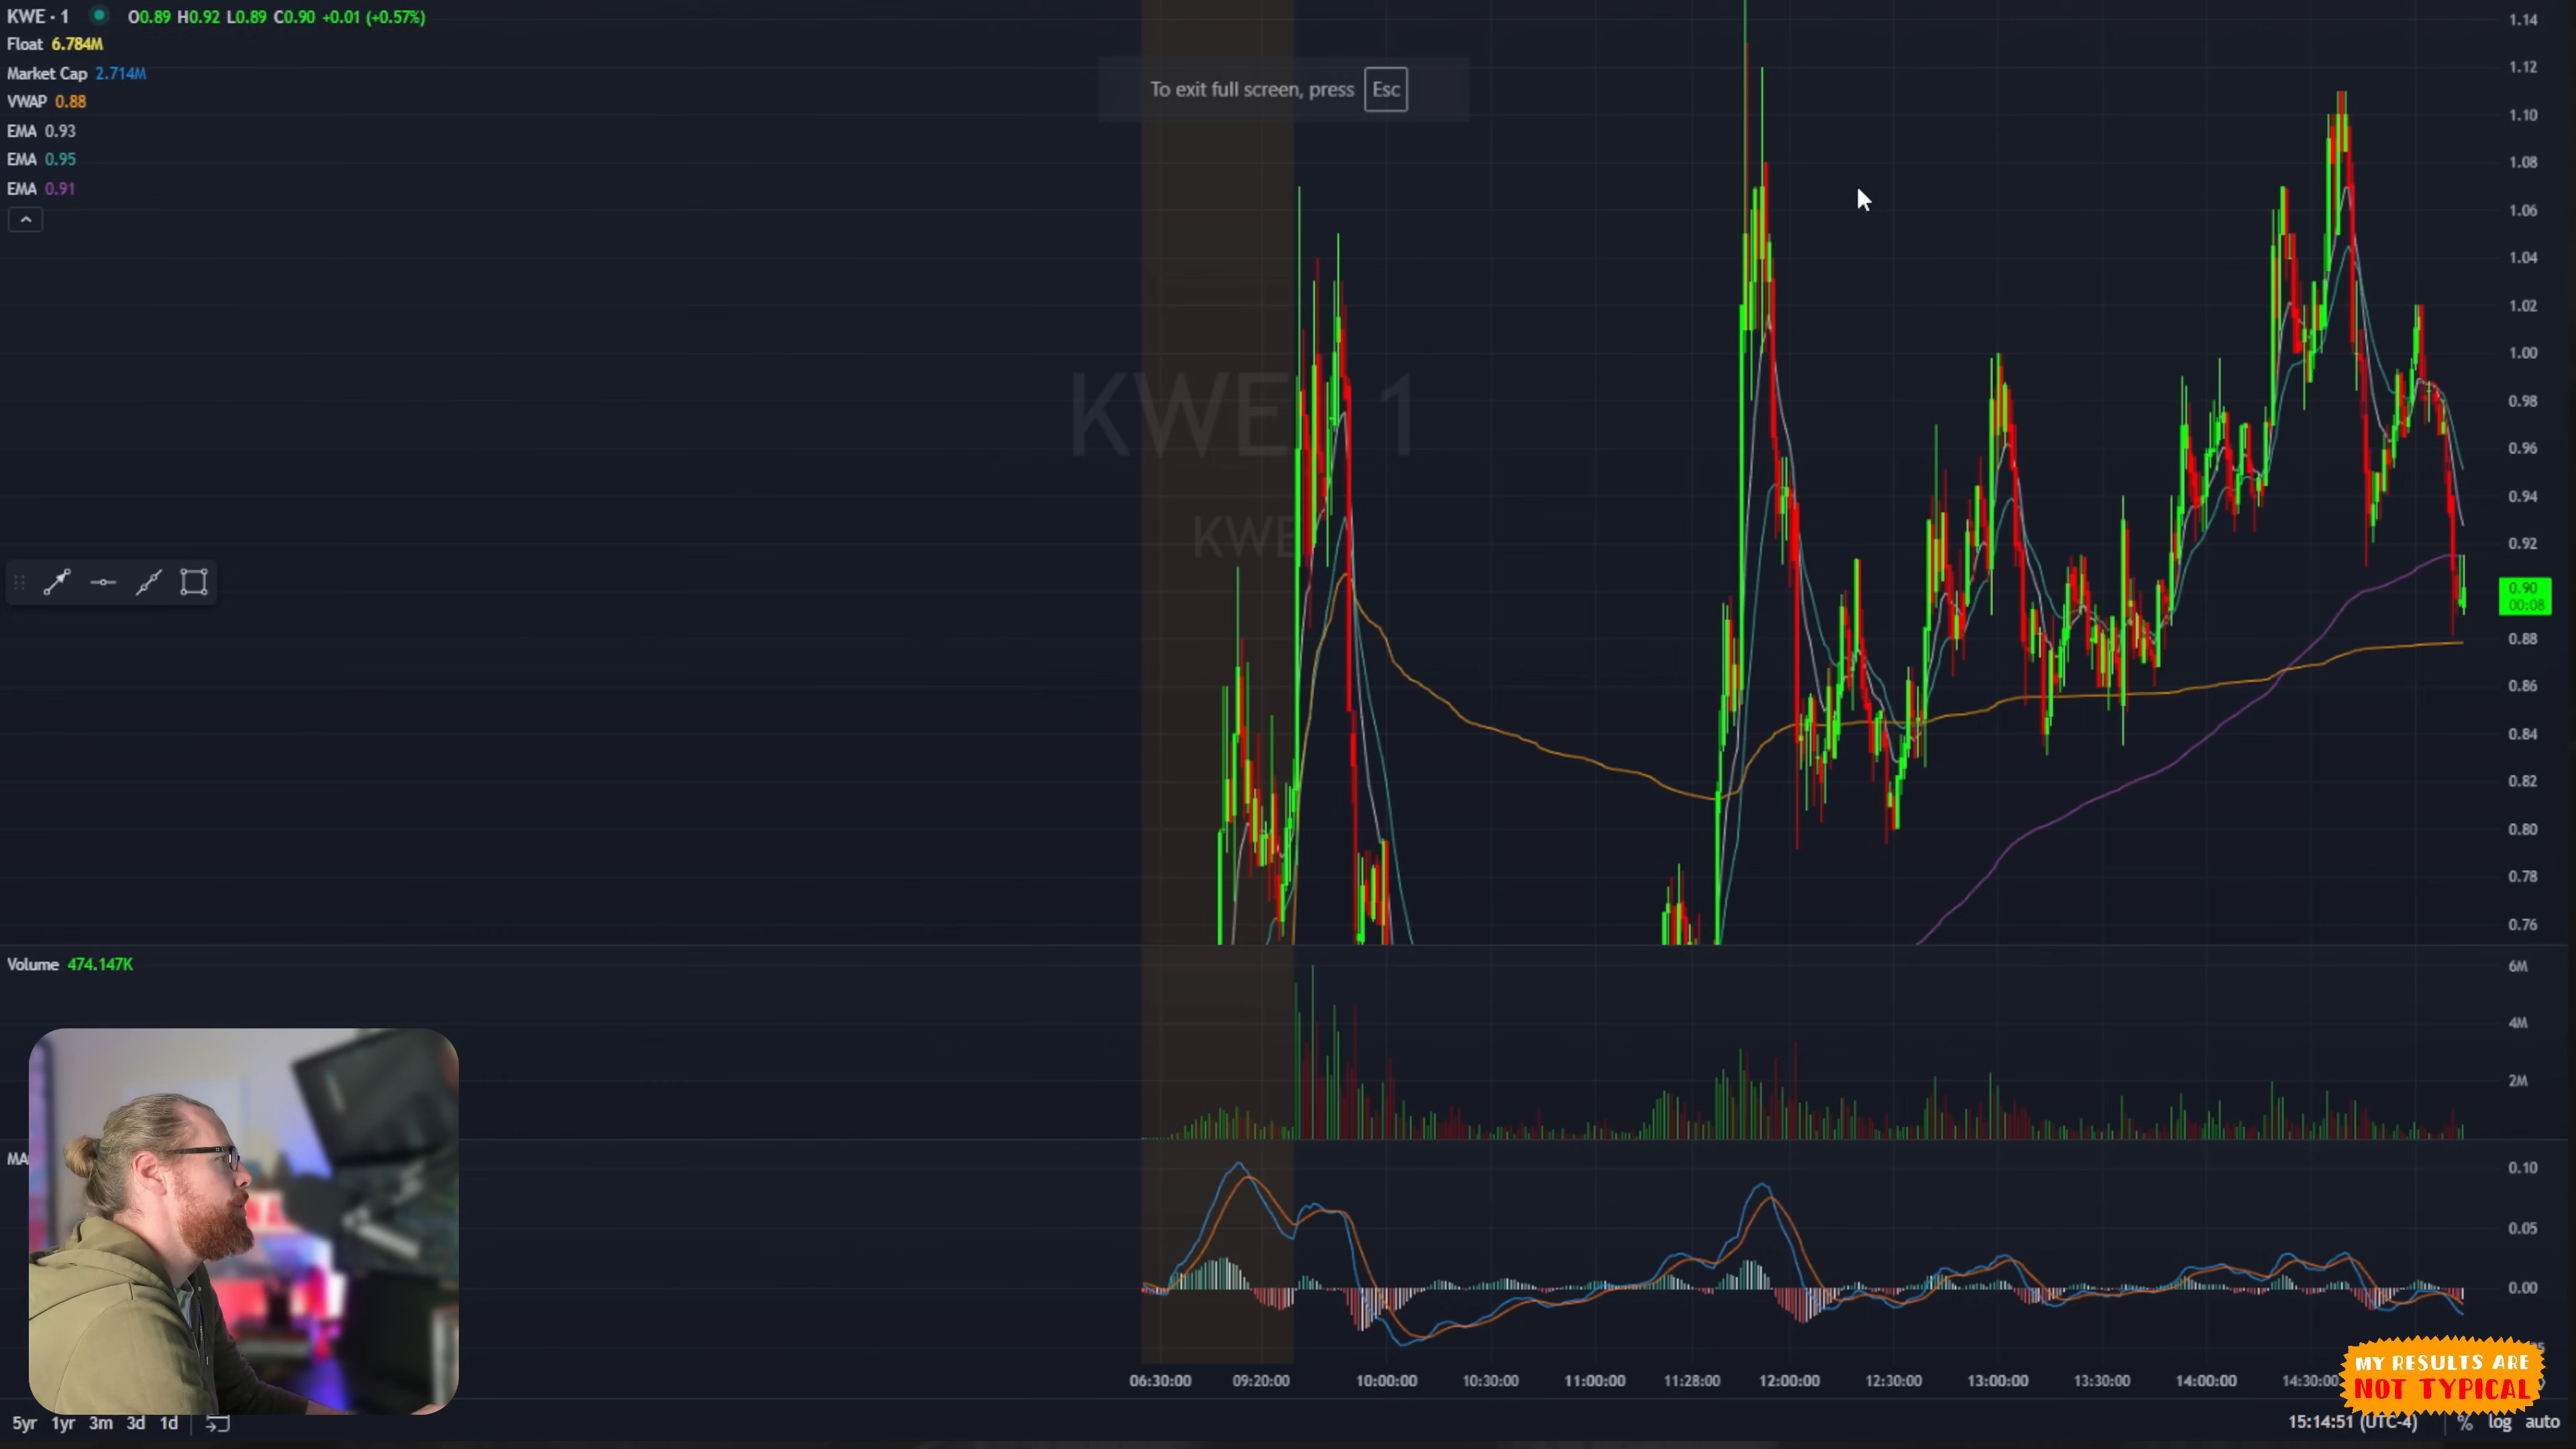 KWE · 1 O0.89 H0.92 L0.89 C0.90 +0.01 (+0.57%)
Float 6.784M
Market Cap 2.714M
VWAP 0.88
EMA 0.93
EMA 0.95
EMA 0.91
To exit full screen, press Esc
KWE 1
KWE
1.14
1.12
1.10
1.08
1.06
1.04
1.02
1.00
0.98
0.96
0.94
0.92
0.90
00:08
0.88
0.86
0.84
0.82
0.80
0.78
0.76
Volume 474.147K
6M
4M
2M
MA
0.10
0.05
0.00
06:30:00 09:20:00 10:00:00 10:30:00 11:00:00 11:28:00 12:00:00 12:30:00 13:00:00 13:30:00 14:00:00 14:30:00
MY RESULTS ARE
NOT TYPICAL
5yr 1yr 3m 3d 1d 15:14:51 (UTC-4) % log auto